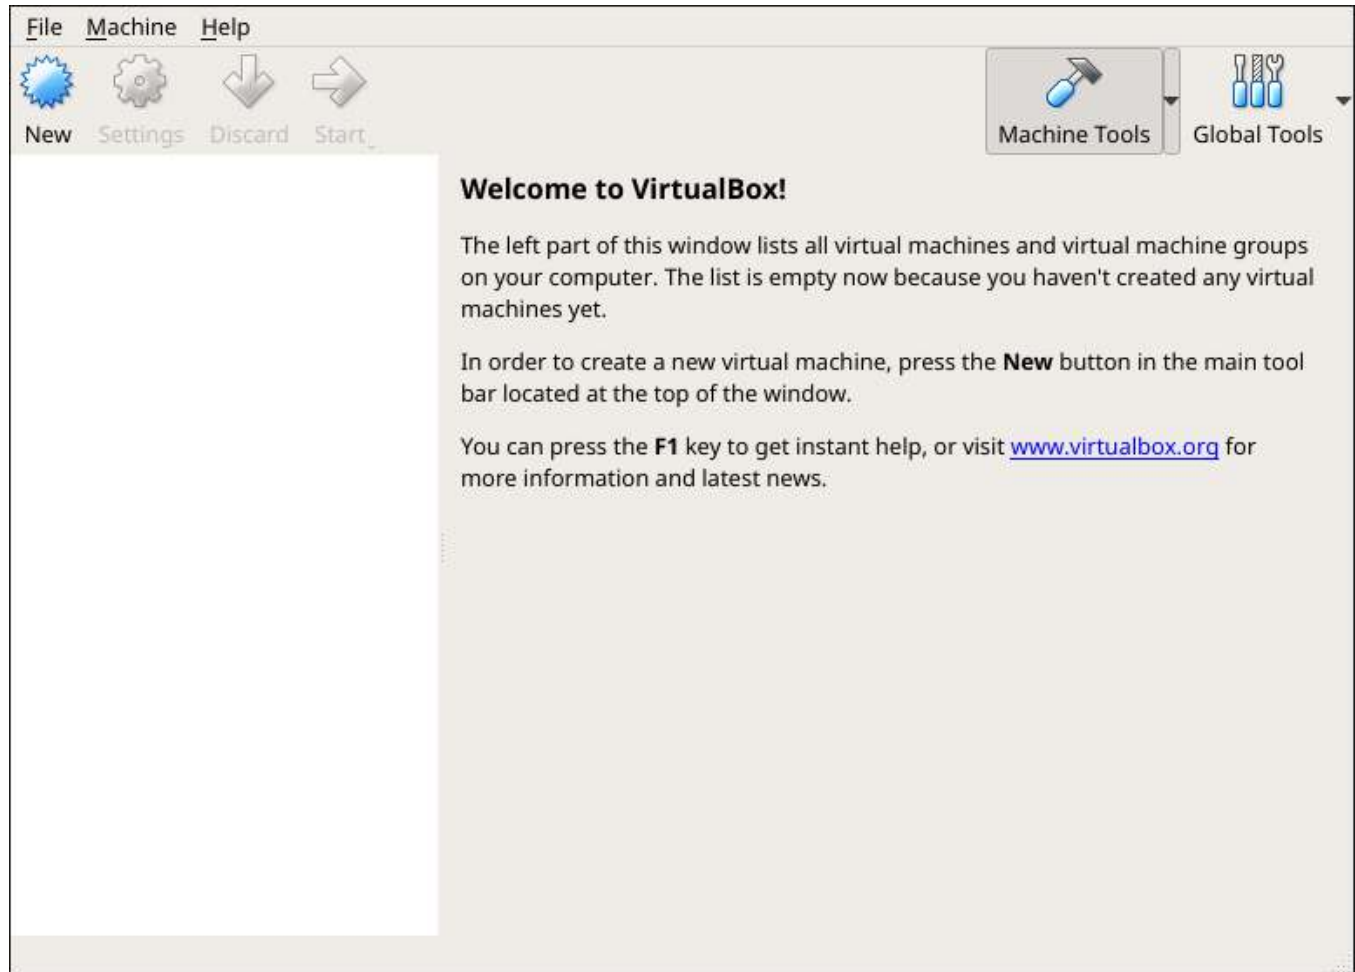 File Machine Help
New Settings Discard Start Machine Tools Global Tools
Welcome to VirtualBox!
The left part of this window lists all virtual machines and virtual machine groups
on your computer. The list is empty now because you haven't created any virtual
machines yet.
In order to create a new virtual machine, press the New button in the main tool
bar located at the top of the window.
You can press the F1 key to get instant help, or visit www.virtualbox.org for
more information and latest news.